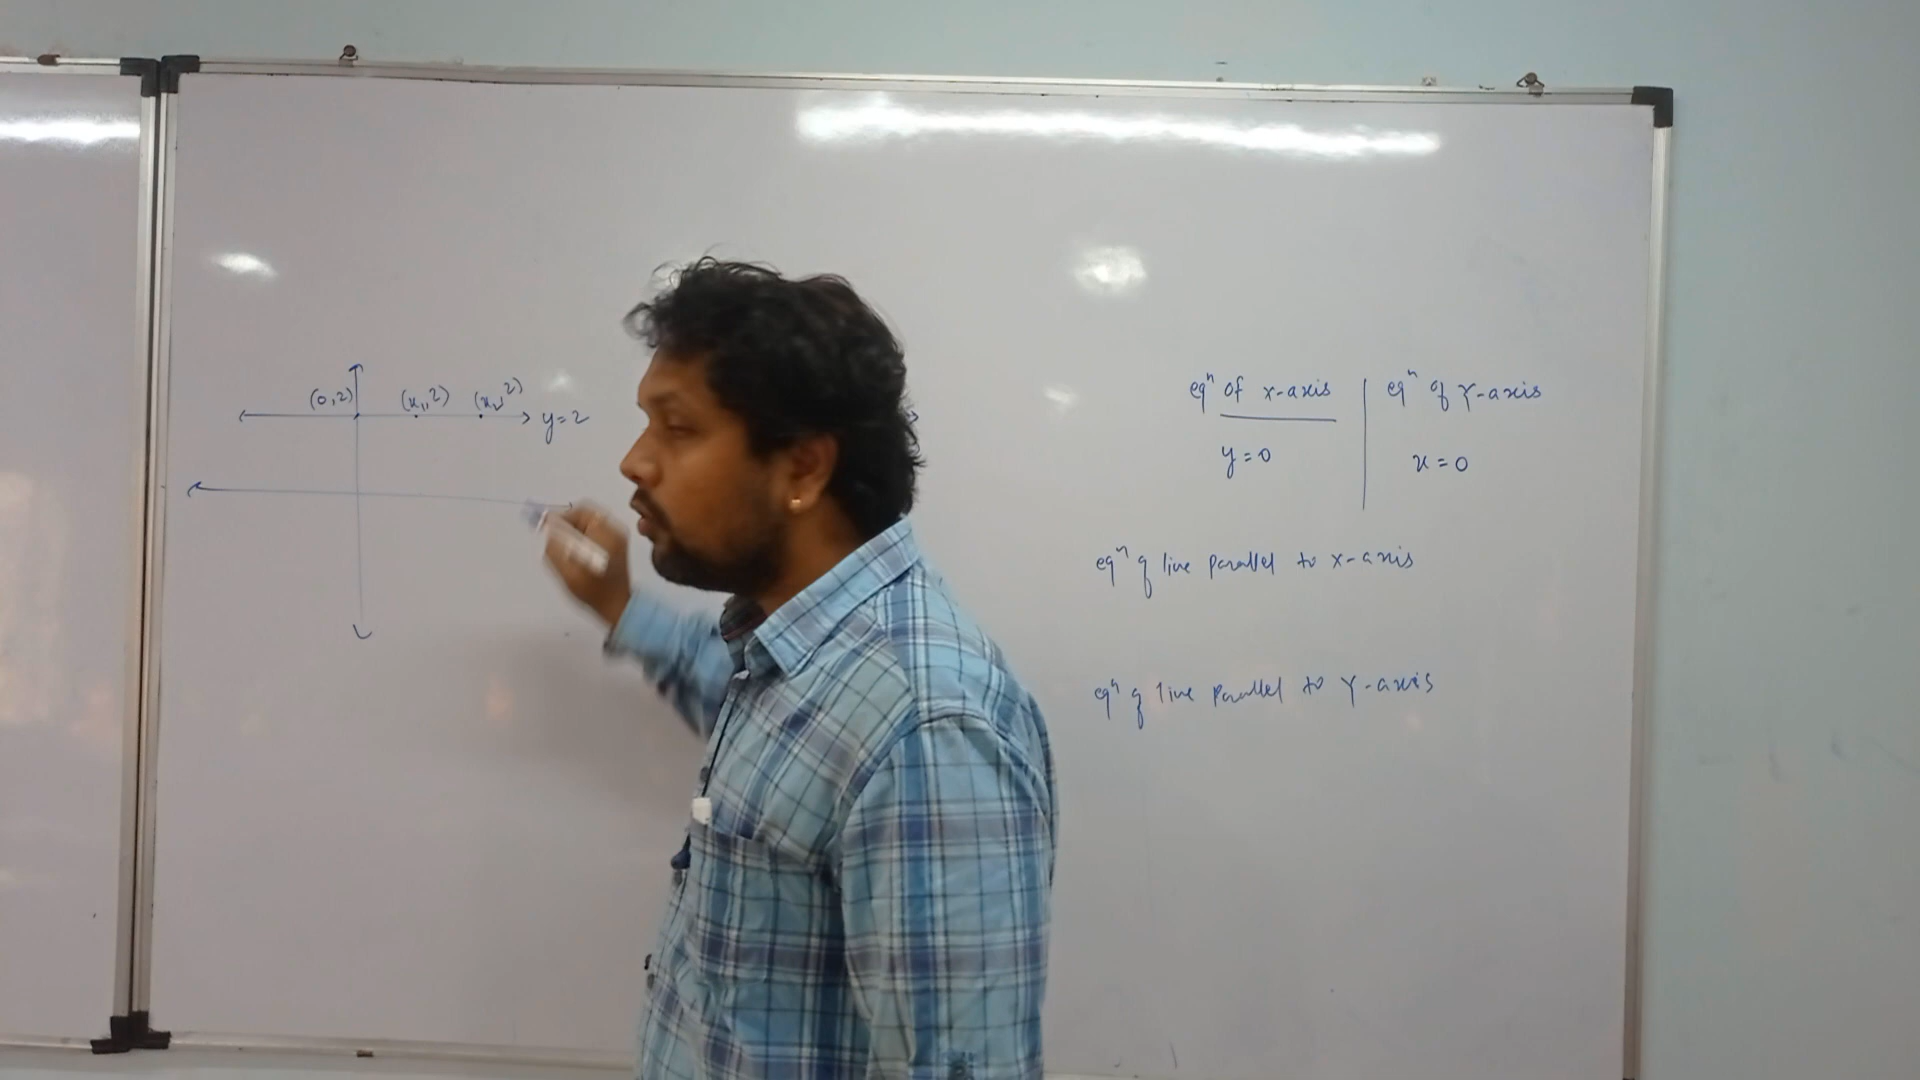 (0,2) (x₁,2) (x₂,2)
y=2
eqⁿ of x-axis
y=0
eqⁿ of Y-axis
x=0
eqⁿ of line parallel to x-axis
eqⁿ of line parallel to Y-axis